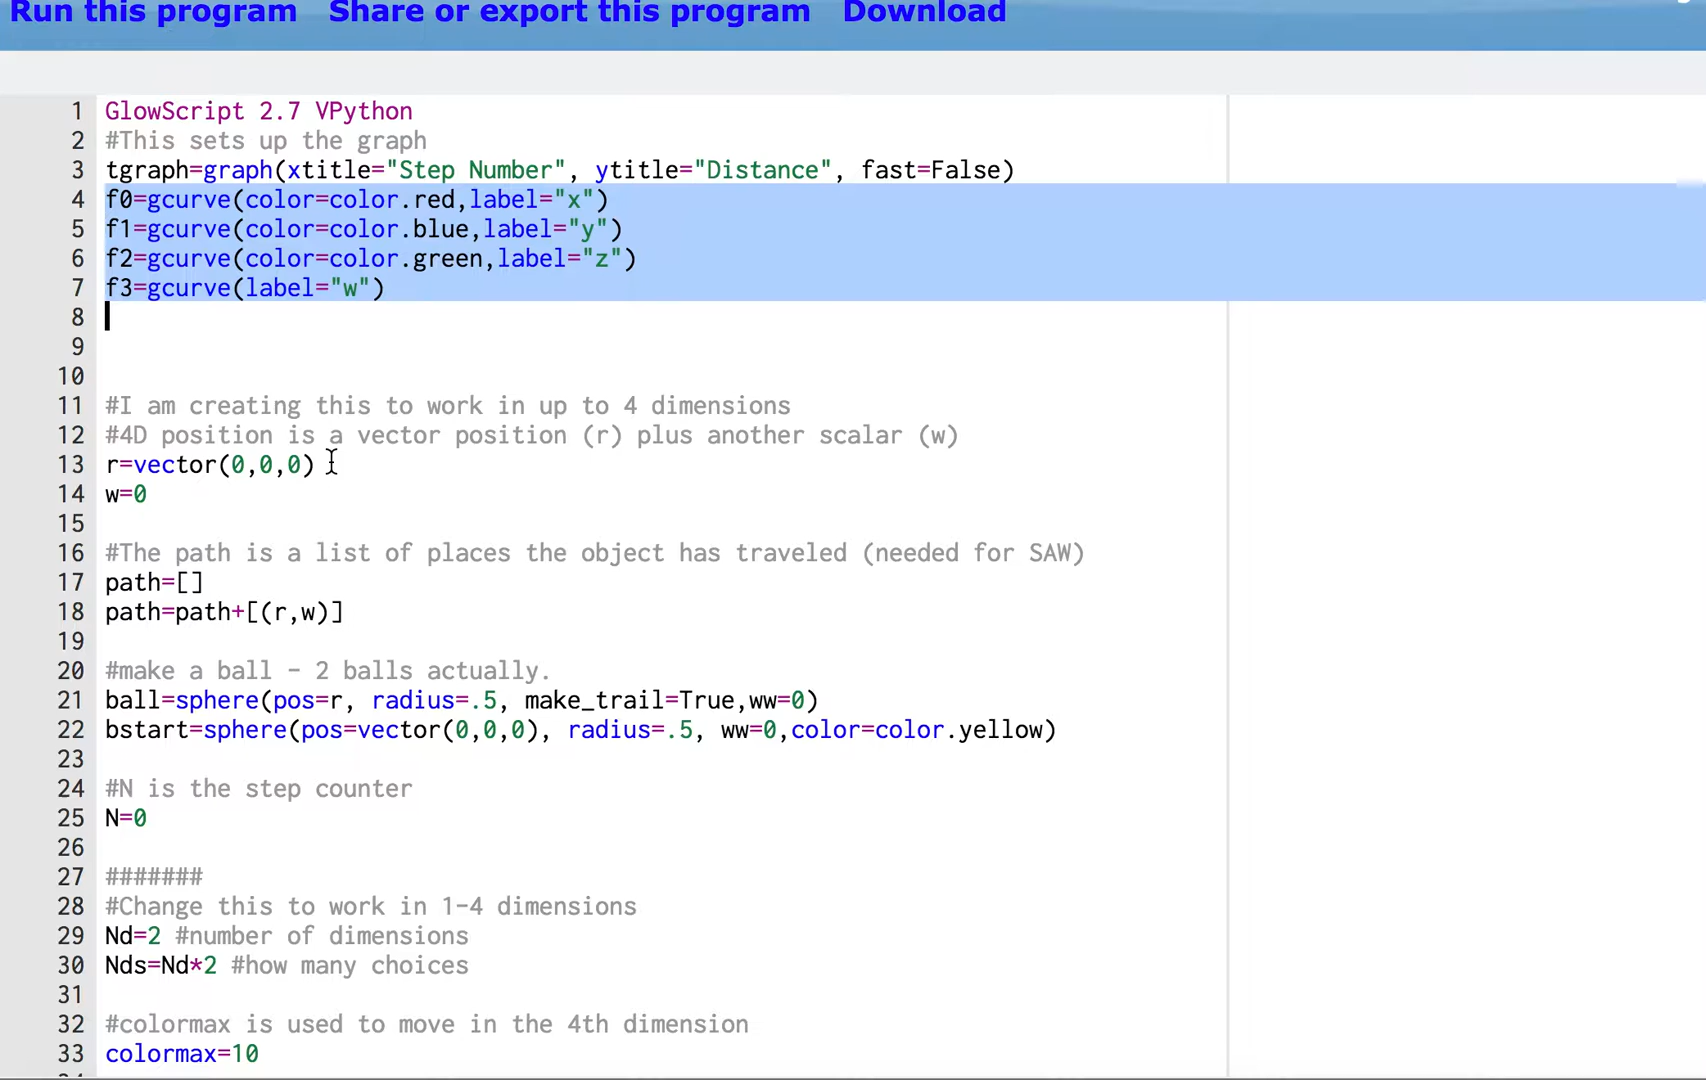 Run this program Share or export this program Download
1 GlowScript 2.7 VPython
2 #This sets up the graph
3 tgraph=graph(xtitle="Step Number", ytitle="Distance", fast=False)
4 f0=gcurve(color=color.red,label="x")
5 f1=gcurve(color=color.blue,label="y")
6 f2=gcurve(color=color.green,label="z")
7 f3=gcurve(label="w")
8
9
10
11 #I am creating this to work in up to 4 dimensions
12 #4D position is a vector position (r) plus another scalar (w)
13 r=vector(0,0,0)
14 w=0
15
16 #The path is a list of places the object has traveled (needed for SAW)
17 path=[]
18 path=path+[(r,w)]
19
20 #make a ball - 2 balls actually.
21 ball=sphere(pos=r, radius=.5, make_trail=True,ww=0)
22 bstart=sphere(pos=vector(0,0,0), radius=.5, ww=0,color=color.yellow)
23
24 #N is the step counter
25 N=0
26
27 #######
28 #Change this to work in 1-4 dimensions
29 Nd=2 #number of dimensions
30 Nds=Nd*2 #how many choices
31
32 #colormax is used to move in the 4th dimension
33 colormax=10